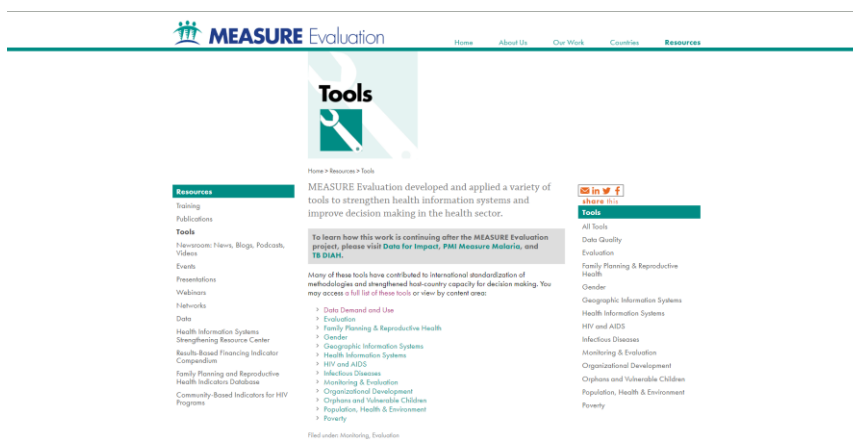 MEASURE Evaluation
Home About Us Our Work Countries Resources
Tools
Home > Resources > Tools
Resources
Training
Publications
Tools
Newsroom: News, Blogs, Podcasts,
Videos
Events
Presentations
Webinars
Networks
Data
Health Information Systems
Strengthening Resource Center
Results-Based Financing Indicator
Compendium
Family Planning and Reproductive
Health Indicators Database
Community-Based Indicators for HIV
Programs
MEASURE Evaluation developed and applied a variety of
tools to strengthen health information systems and
improve decision making in the health sector.
To learn how this work is continuing after the MEASURE Evaluation
project, please visit Data for Impact, PMI Measure Malaria, and
TB DIAH.
Many of these tools have contributed to international standardization of
methodologies and strengthened host-country capacity for decision making. You
may access a full list of these tools or view by content area:
> Data Demand and Use
> Evaluation
> Family Planning & Reproductive Health
> Gender
> Geographic Information Systems
> Health Information Systems
> HIV and AIDS
> Infectious Diseases
> Monitoring & Evaluation
> Organizational Development
> Orphans and Vulnerable Children
> Population, Health & Environment
> Poverty
Filed under: Monitoring, Evaluation
in f
share this
Tools
All Tools
Data Quality
Evaluation
Family Planning & Reproductive
Health
Gender
Geographic Information Systems
Health Information Systems
HIV and AIDS
Infectious Diseases
Monitoring & Evaluation
Organizational Development
Orphans and Vulnerable Children
Population, Health & Environment
Poverty